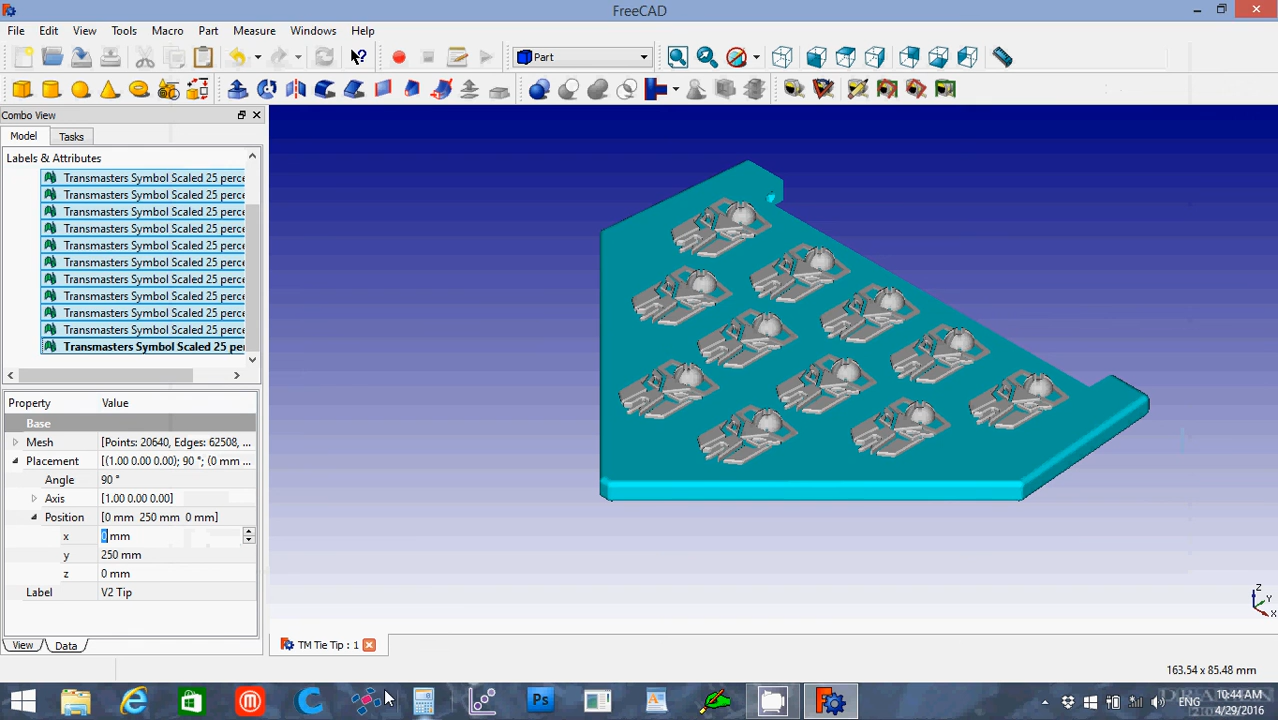 FreeCAD
File Edit View Tools Macro Part Measure Windows Help
Part
Combo View
Model Tasks
Labels & Attributes
Transmasters Symbol Scaled 25 perce
Transmasters Symbol Scaled 25 perce
Transmasters Symbol Scaled 25 perce
Transmasters Symbol Scaled 25 perce
Transmasters Symbol Scaled 25 perce
Transmasters Symbol Scaled 25 perce
Transmasters Symbol Scaled 25 perce
Transmasters Symbol Scaled 25 perce
Transmasters Symbol Scaled 25 perce
Transmasters Symbol Scaled 25 perce
Transmasters Symbol Scaled 25 per
Property Value
Base
Mesh [Points: 20640, Edges: 62508, ...
Placement [(1.00 0.00 0.00); 90 °; (0 mm ...
Angle 90 °
Axis [1.00 0.00 0.00]
Position [0 mm 250 mm 0 mm]
x 0 mm
y 250 mm
z 0 mm
Label V2 Tip
Z
Y
X
View Data
TM Tie Tip : 1
163.54 x 85.48 mm
Ps
ENG
10:44 AM
4/29/2016